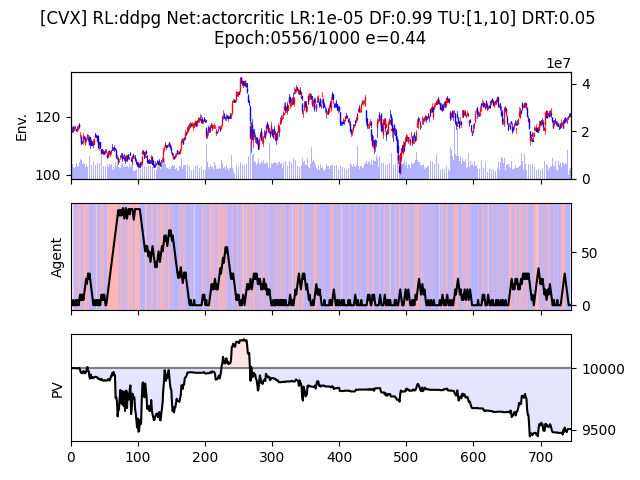 [CVX] RL:ddpg Net:actorcritic LR:1e-05 DF:0.99 TU:[1,10] DRT:0.05
Epoch:0556/1000 e=0.44
1e7
Env.
120
100
4
2
0
Agent
50
0
PV
10000
9500
0 100 200 300 400 500 600 700